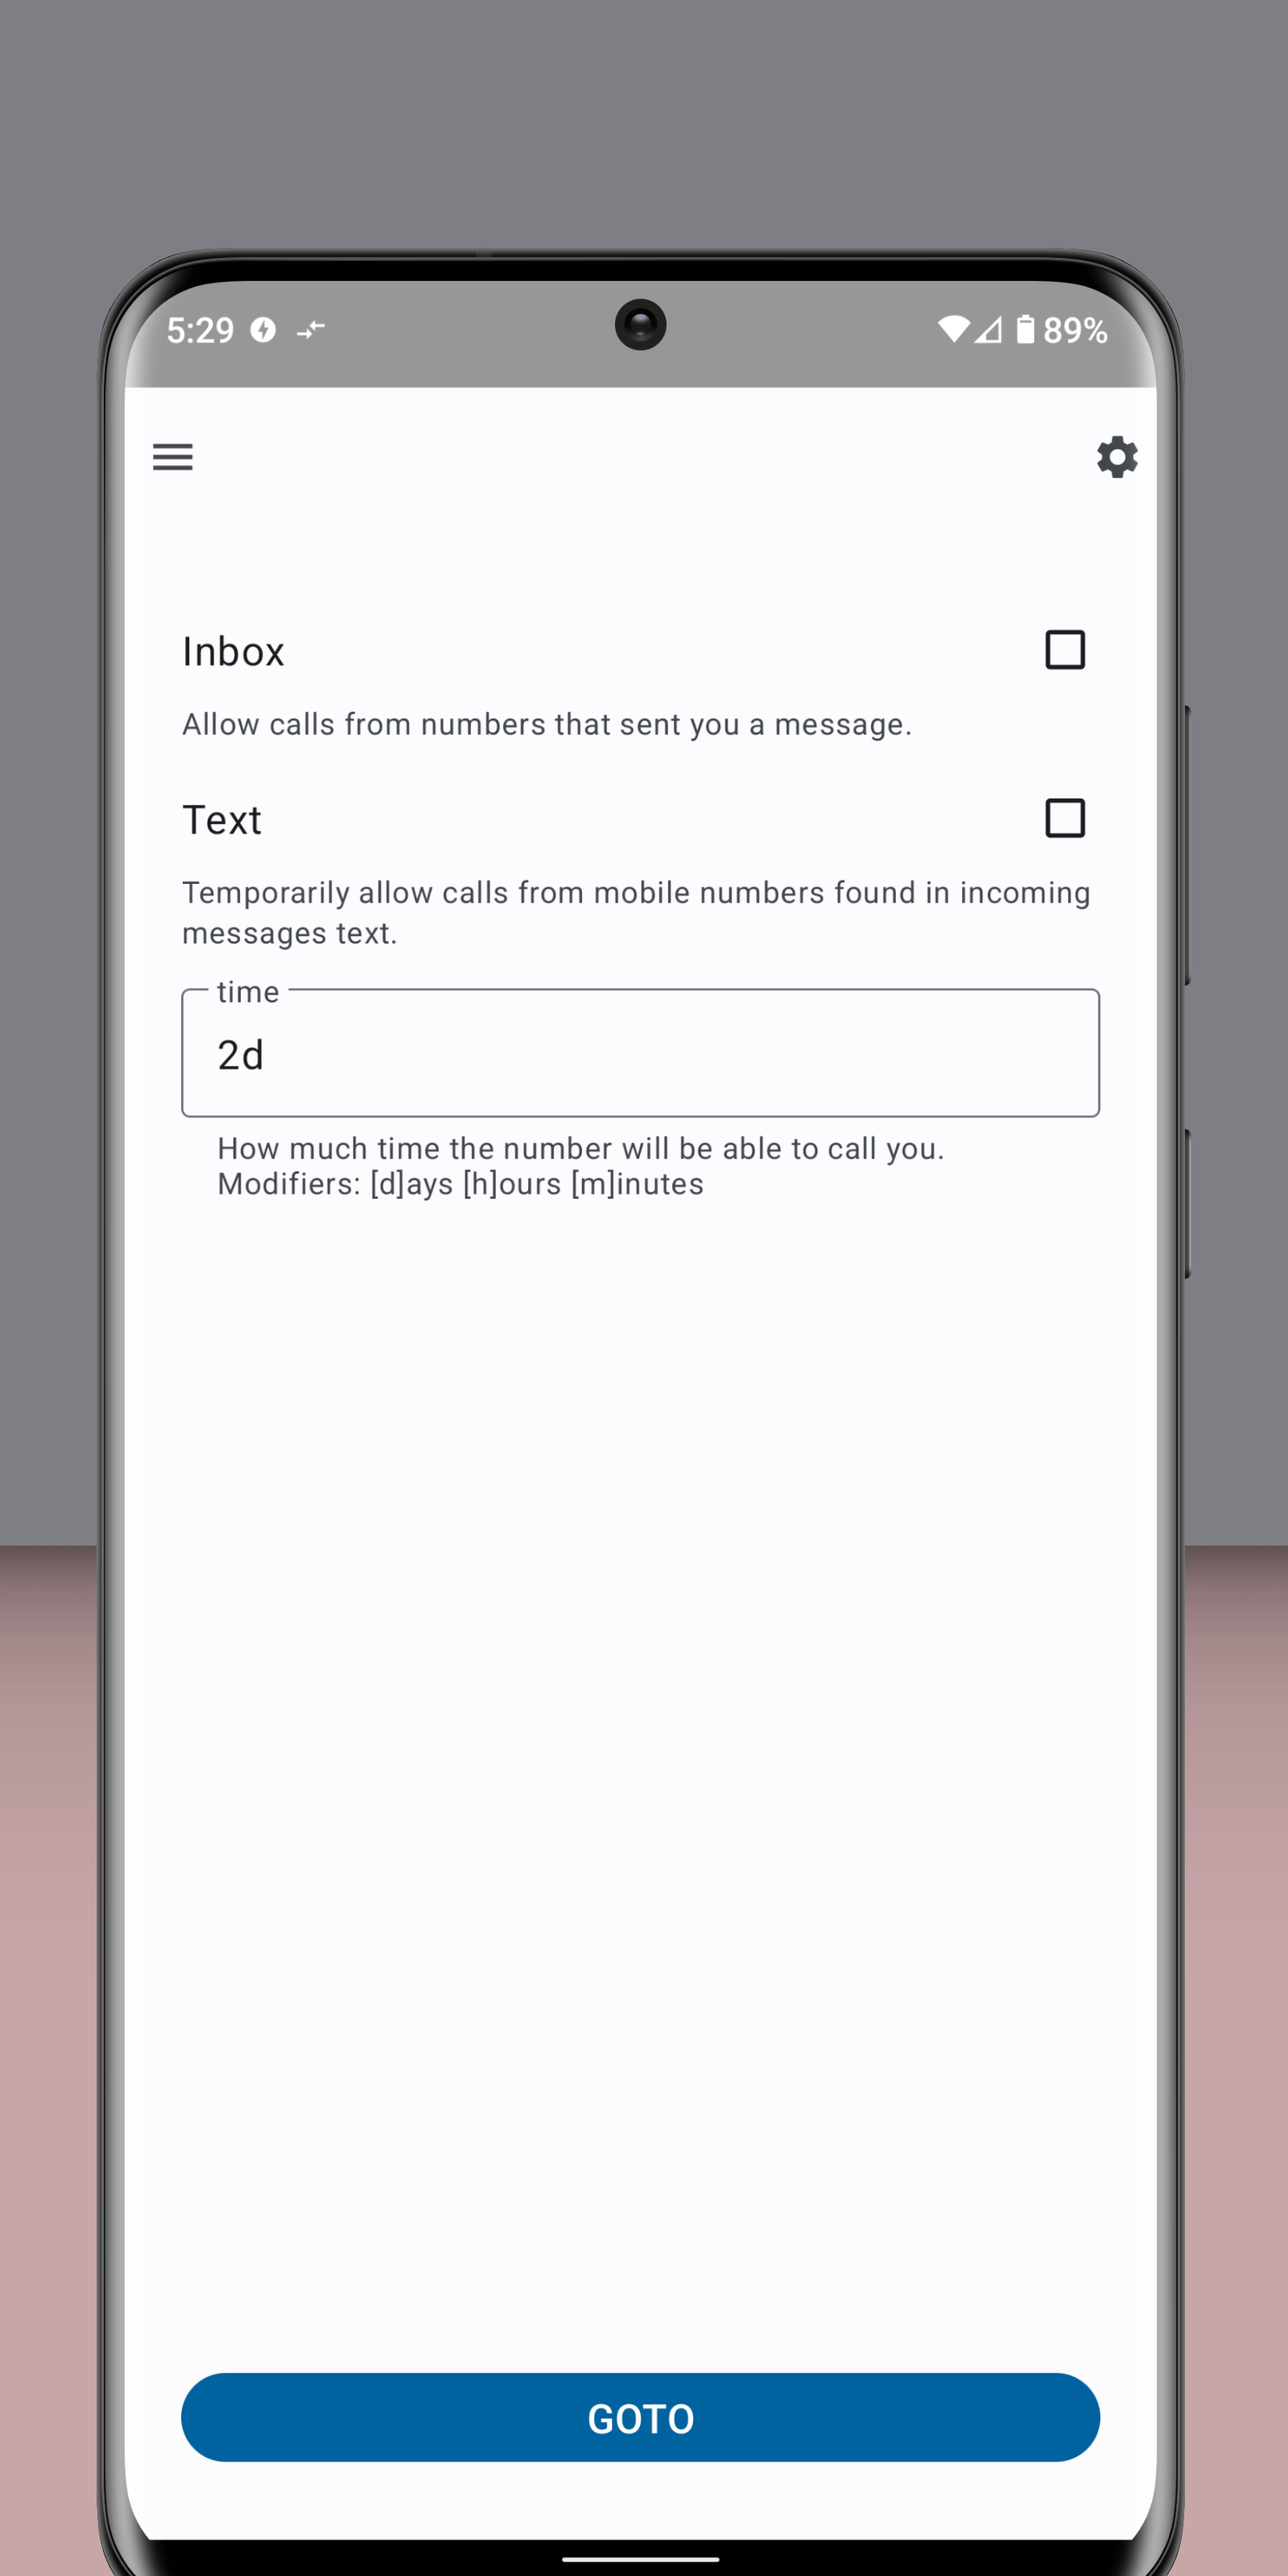 5:29
89%
Inbox
Allow calls from numbers that sent you a message.
Text
Temporarily allow calls from mobile numbers found in incoming
messages text.
time
2d
How much time the number will be able to call you.
Modifiers: [d]ays [h]ours [m]inutes
GOTO